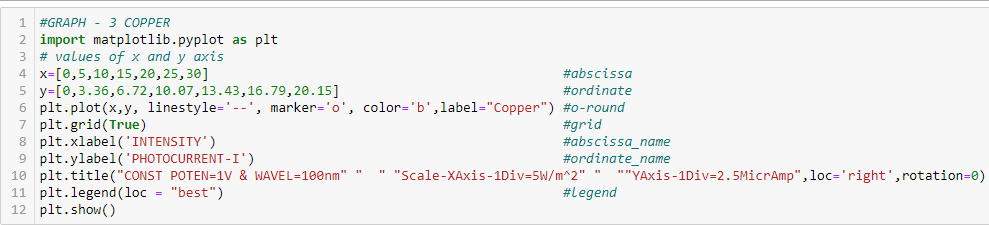 1 #GRAPH - 3 COPPER
2 import matplotlib.pyplot as plt
3 # values of x and y axis
4 x=[0,5,10,15,20,25,30] #abscissa
5 y=[0,3.36,6.72,10.07,13.43,16.79,20.15] #ordinate
6 plt.plot(x,y, linestyle='--', marker='o', color='b',label="Copper") #o-round
7 plt.grid(True) #grid
8 plt.xlabel('INTENSITY') #abscissa_name
9 plt.ylabel('PHOTOCURRENT-I') #ordinate_name
10 plt.title("CONST POTEN=1V & WAVEL=100nm" "  " "Scale-XAxis-1Div=5W/m^2" "  ""YAxis-1Div=2.5MicrAmp",loc='right',rotation=0)
11 plt.legend(loc = "best") #legend
12 plt.show()